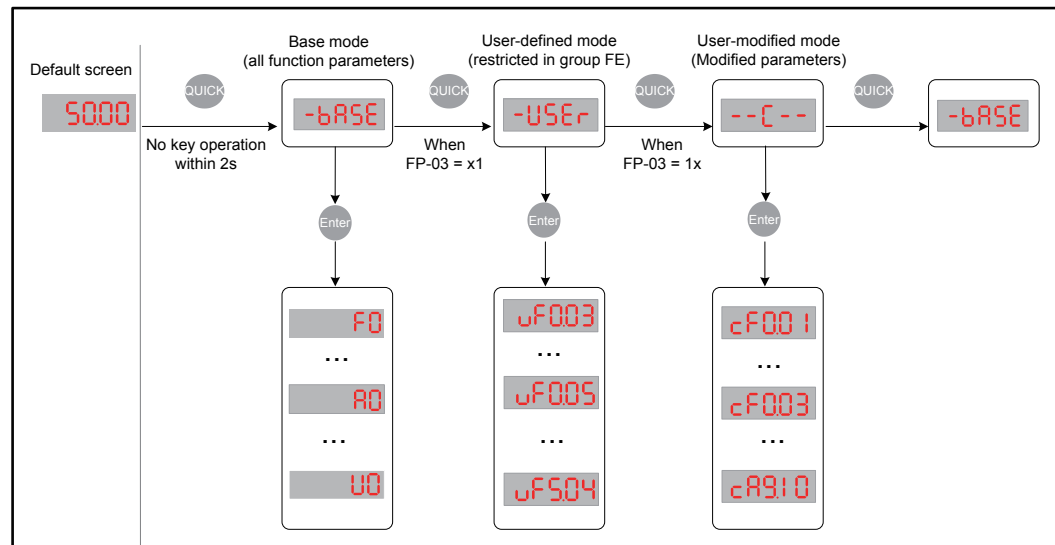 Default screen
50.00
QUICK
No key operation
within 2s
Base mode
(all function parameters)
-bASE
QUICK
When
FP-03 = x1
User-defined mode
(restricted in group FE)
-USEr
QUICK
When
FP-03 = 1x
User-modified mode
(Modified parameters)
--C--
QUICK
-bASE
Enter
F0
...
A0
...
U0
Enter
uF0.03
...
uF0.05
...
uF5.04
Enter
cF0.01
...
cF0.03
...
cA9.10